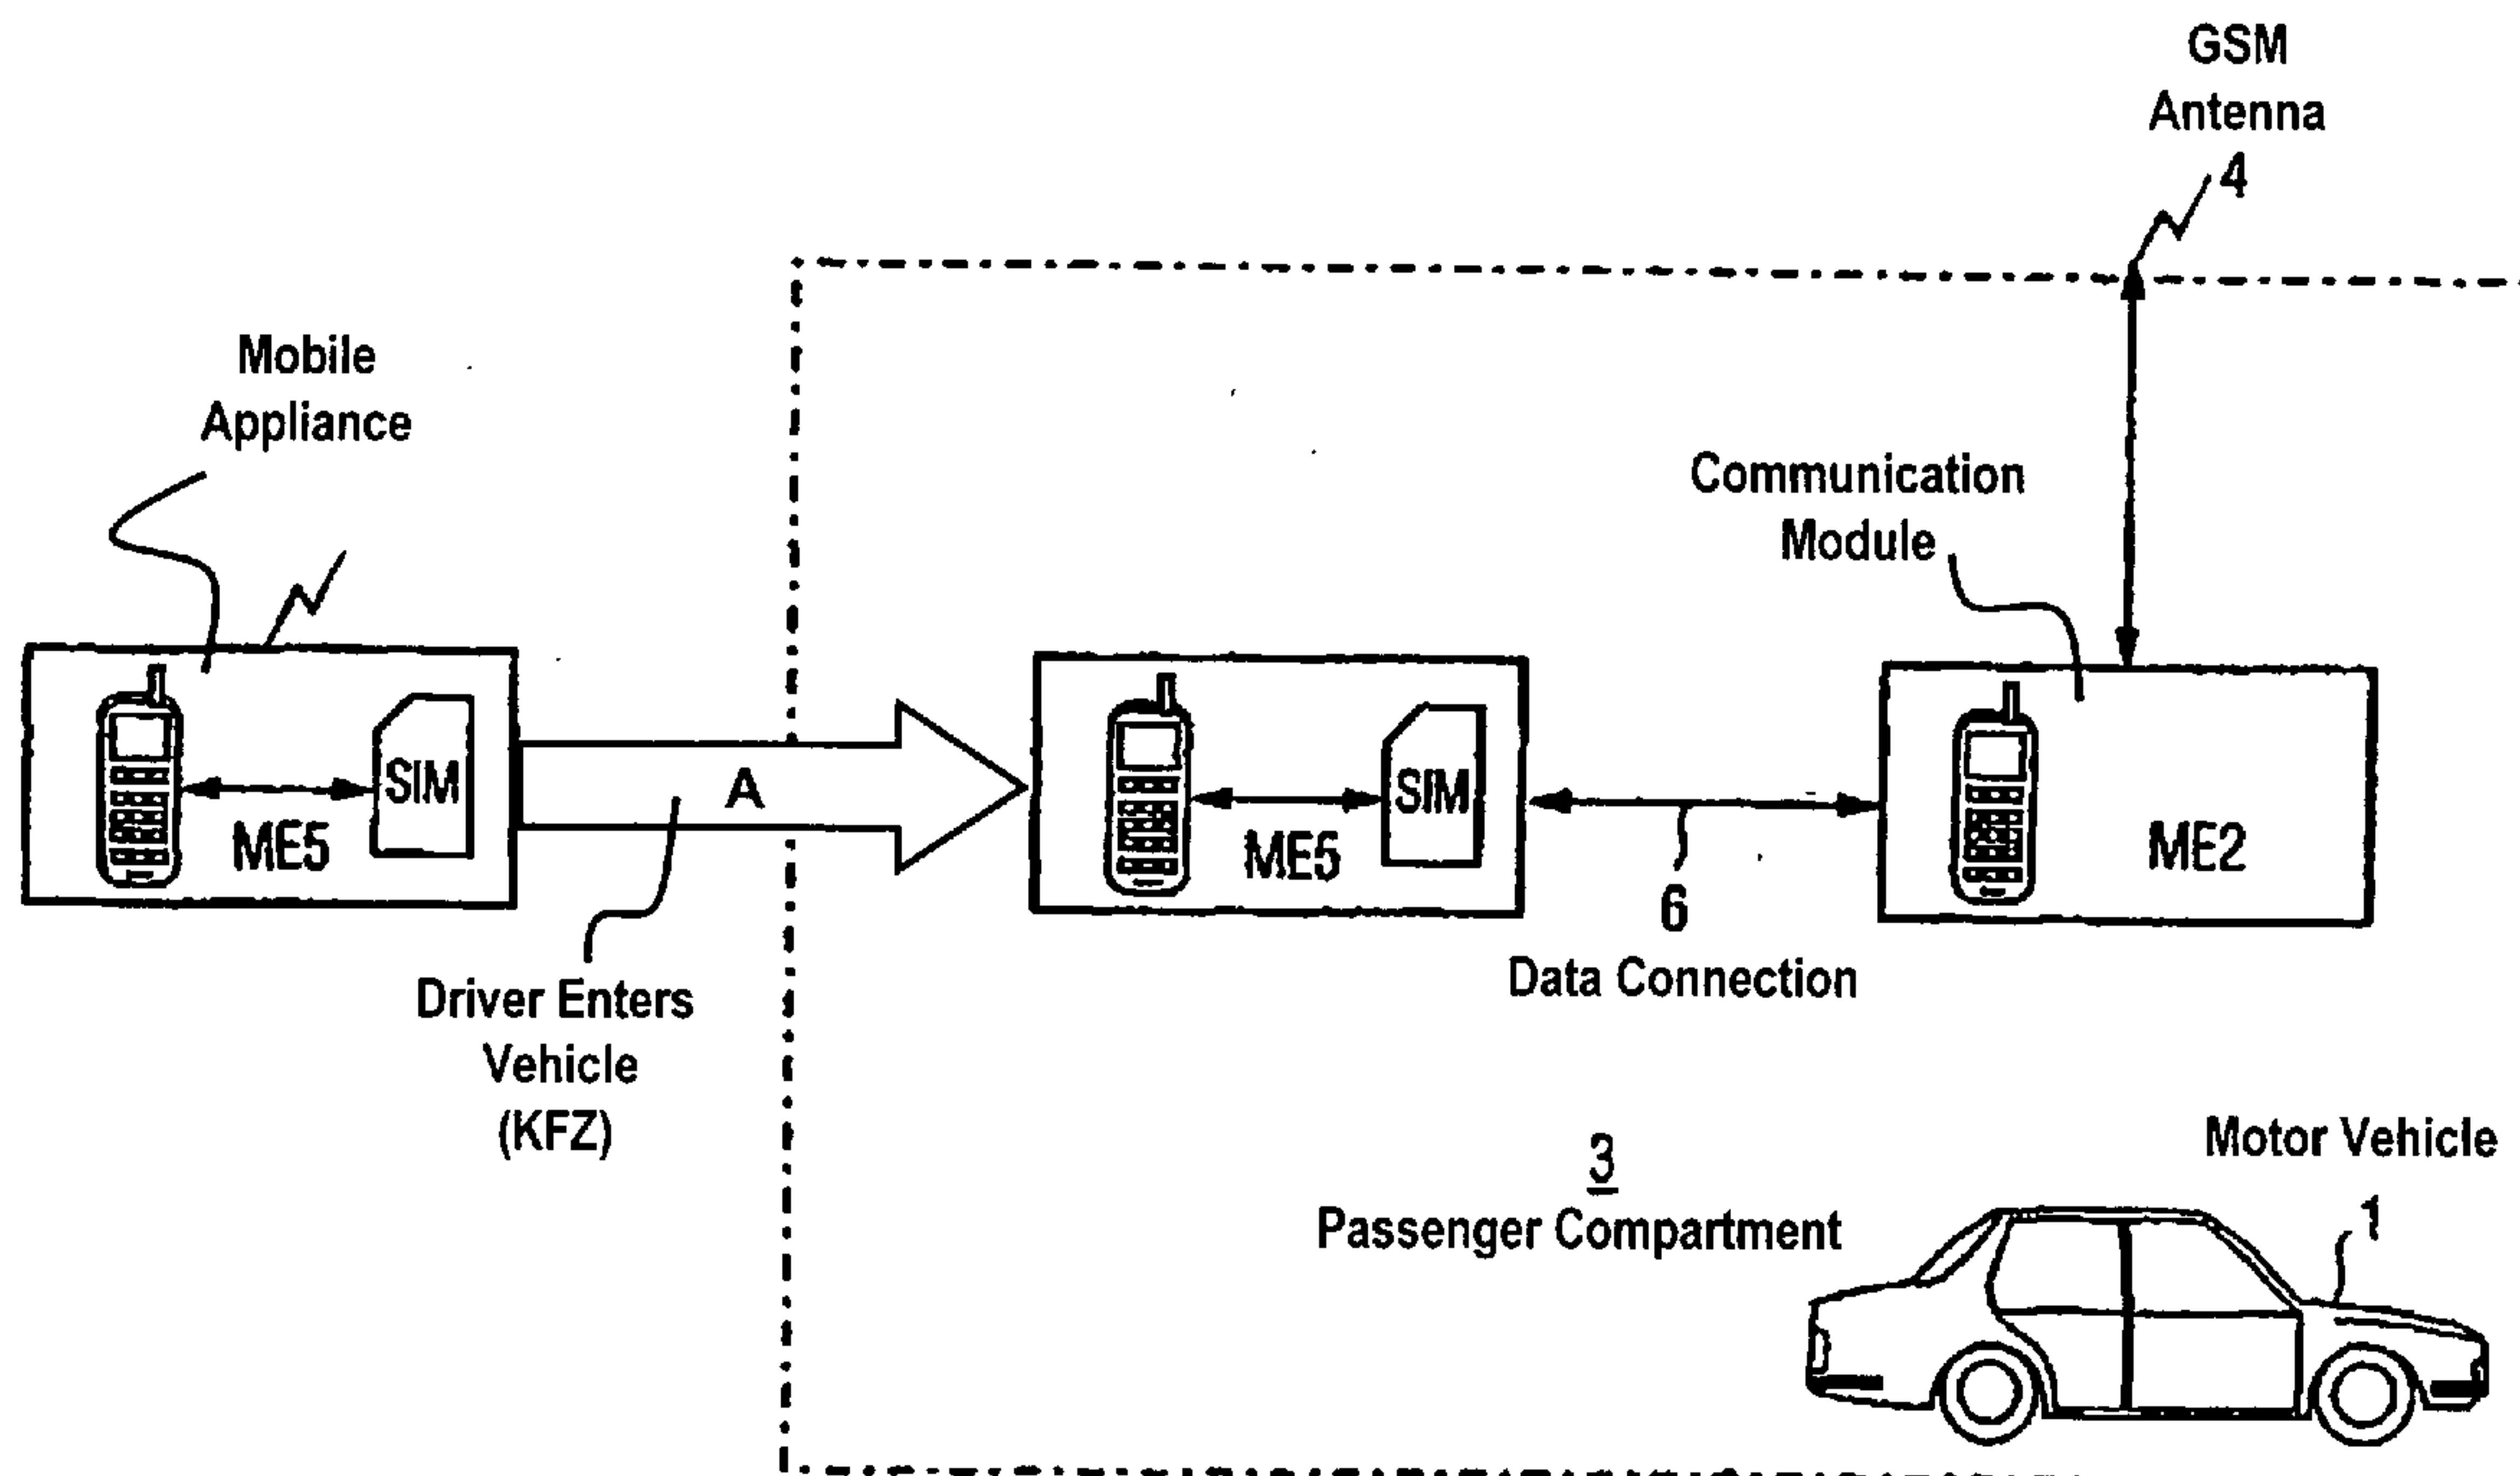 GSM
Antenna
4
Mobile
Appliance
Communication
Module
SIM
ME5
A
SIM
ME5
6
Data Connection
ME2
Driver Enters
Vehicle
(KFZ)
3
Passenger Compartment
Motor Vehicle
1